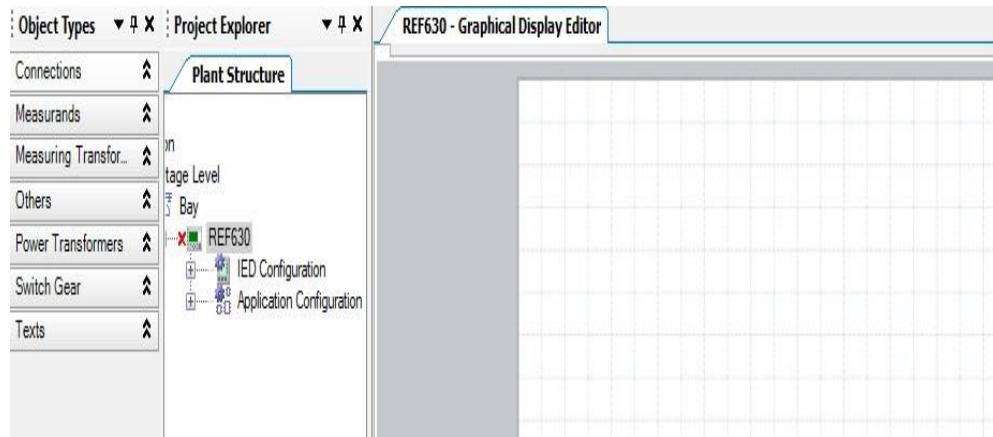 Object Types
Project Explorer
REF630 - Graphical Display Editor
Connections
Plant Structure
Measurands
Measuring Transfor...
on
tage Level
Others
Bay
Power Transformers
REF630
IED Configuration
Switch Gear
Application Configuration
Texts